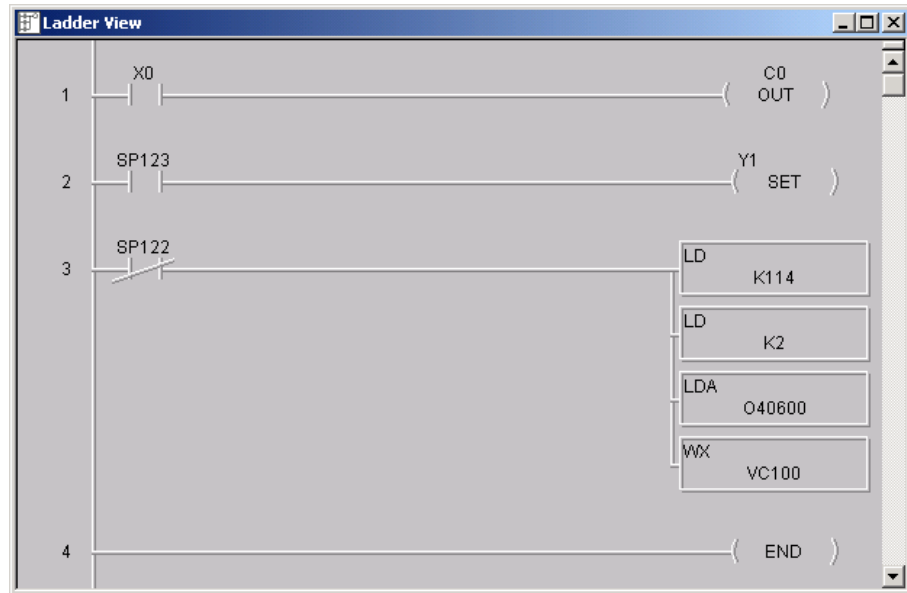 Ladder View
X0
C0
1
OUT
SP123
Y1
2
SET
SP122
3
LD
K114
LD
K2
LDA
O40600
WX
VC100
4
END